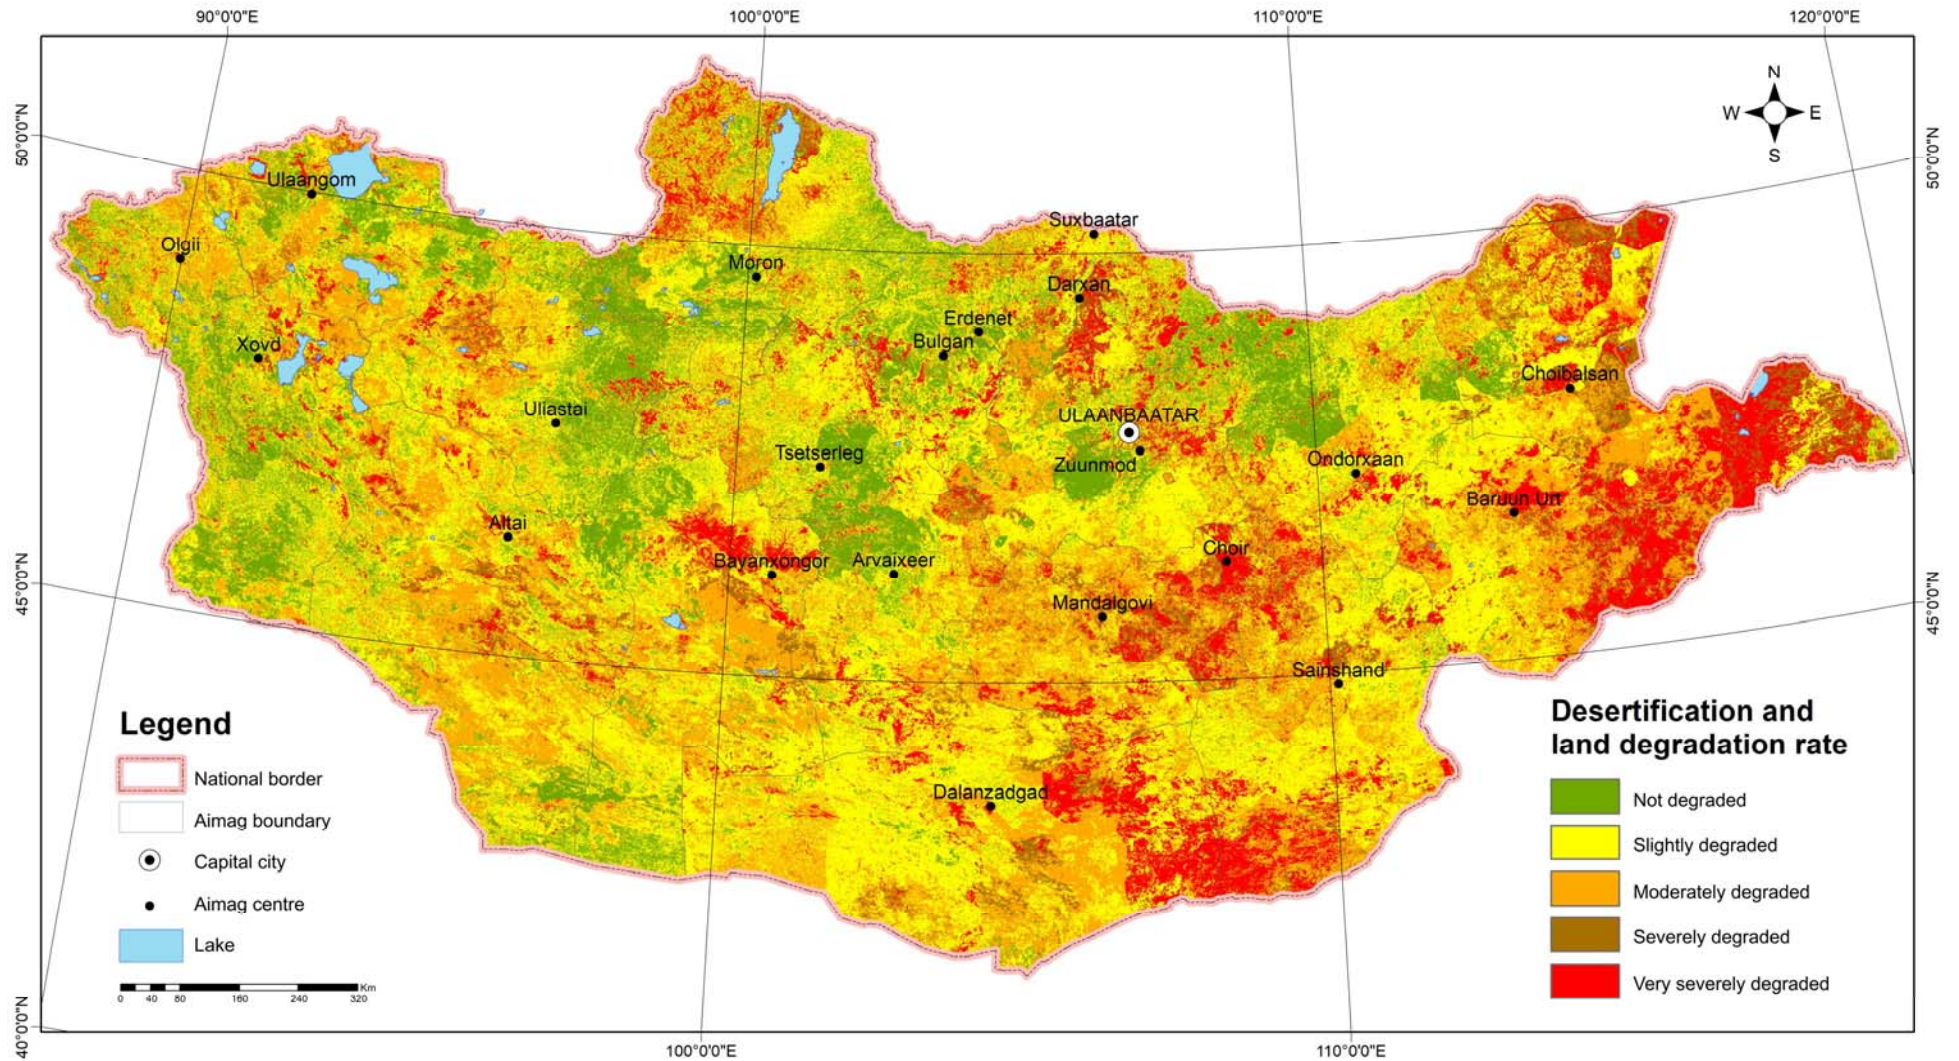 90°0'0"E
100°0'0"E
110°0'0"E
120°0'0"E
50°0'0"N
50°0'0"N
N
W
E
S
Ulaangom
Olgii
Suxbaatar
Moron
Darxan
Erdenet
Bulgan
Xovd
Choibalsan
Uliastai
ULAANBAATAR
Tsetserleg
Zuunmod
Ondorxaan
Baruun Urt
Altai
Bayanxongor
Arvaixeer
Choir
Mandalgovi
45°0'0"N
45°0'0"N
Sainshand
Dalanzadgad
Legend
National border
Aimag boundary
Capital city
Aimag centre
Lake
0
40
80
160
240
320
Km
Desertification and
land degradation rate
Not degraded
Slightly degraded
Moderately degraded
Severely degraded
Very severely degraded
40°0'0"N
100°0'0"E
110°0'0"E